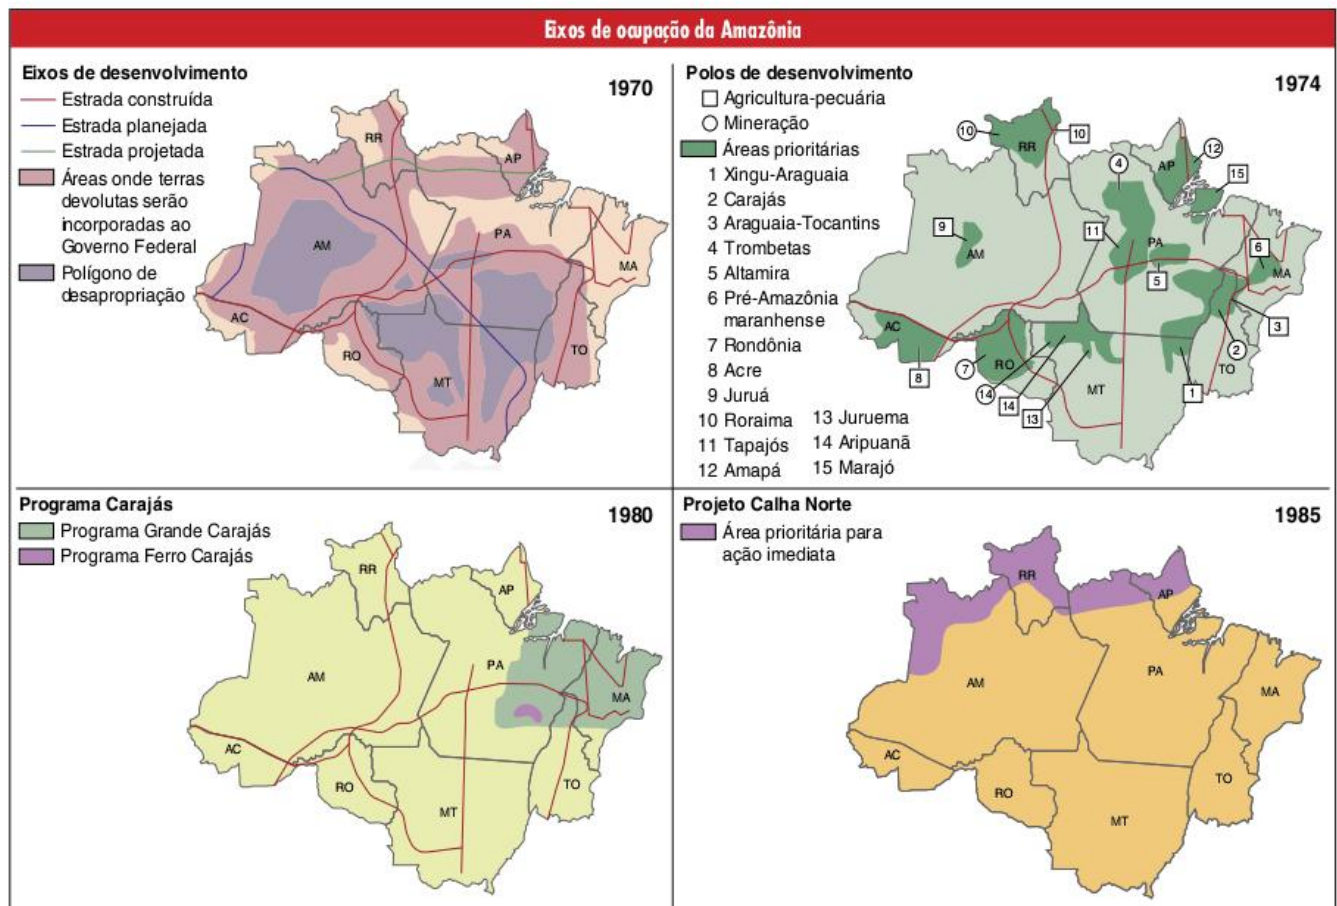 Eixos de ocupação da Amazônia
Eixos de desenvolvimento
1970
Estrada construída
Estrada planejada
Estrada projetada
Áreas onde terras
devolutas serão
incorporadas ao
Governo Federal
Polígono de
desapropriação
RR
AP
AM
PA
MA
AC
RO
MT
TO
Polos de desenvolvimento
1974
Agricultura-pecuária
Mineração
Áreas prioritárias
1 Xingu-Araguaia
2 Carajás
3 Araguaia-Tocantins
4 Trombetas
5 Altamira
6 Pré-Amazônia
maranhense
7 Rondônia
8 Acre
9 Juruá
10 Roraima
11 Tapajós
12 Amapá
13 Juruema
14 Aripuanã
15 Marajó
10
RR
10
4
AP
12
15
9
AM
11
PA
6
MA
5
AC
3
8
7
RO
14
14
13
MT
1
2
TO
Programa Carajás
1980
Programa Grande Carajás
Programa Ferro Carajás
RR
AP
AM
PA
MA
AC
RO
MT
TO
Projeto Calha Norte
1985
Área prioritária para
ação imediata
RR
AP
AM
PA
MA
AC
RO
MT
TO